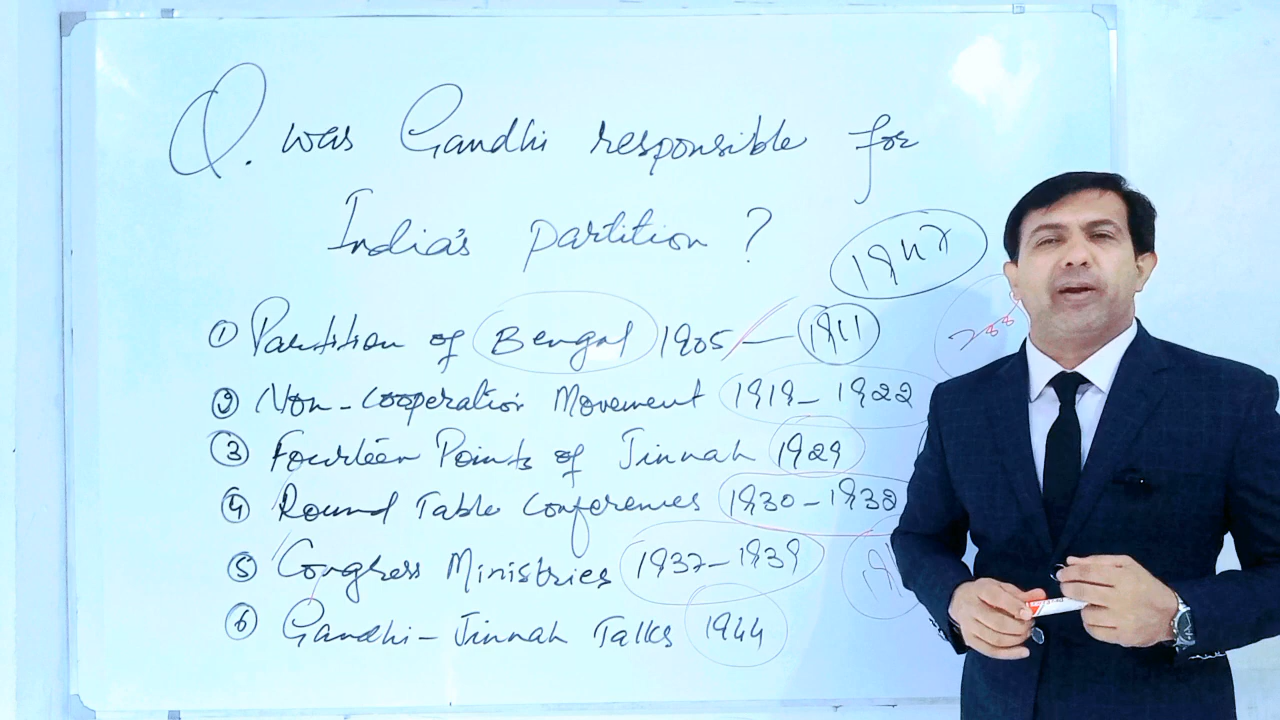 Q. was Gandhi responsible for
India's partition ?
1947
① Partition of Bengal 1905 — 1911
② Non-Cooperation Movement 1919 – 1922
③ Fourteen Points of Jinnah 1929
④ Round Table Conferences 1930 – 1932
⑤ Congress Ministries 1937 – 1939
⑥ Gandhi – Jinnah Talks 1944